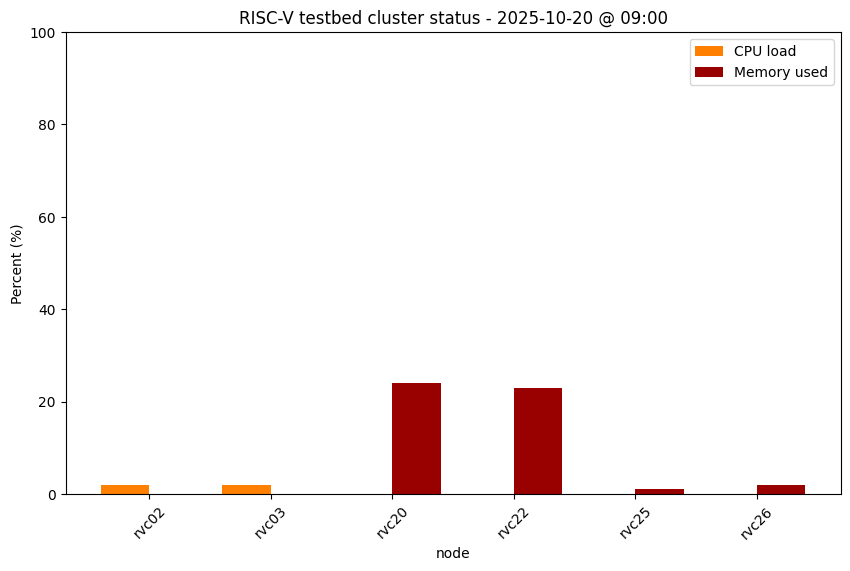 RISC-V testbed cluster status - 2025-10-20 @ 09:00
CPU load
Memory used
Percent (%)
100
80
60
40
20
0
rvc02
rvc03
rvc20
rvc22
rvc25
rvc26
node